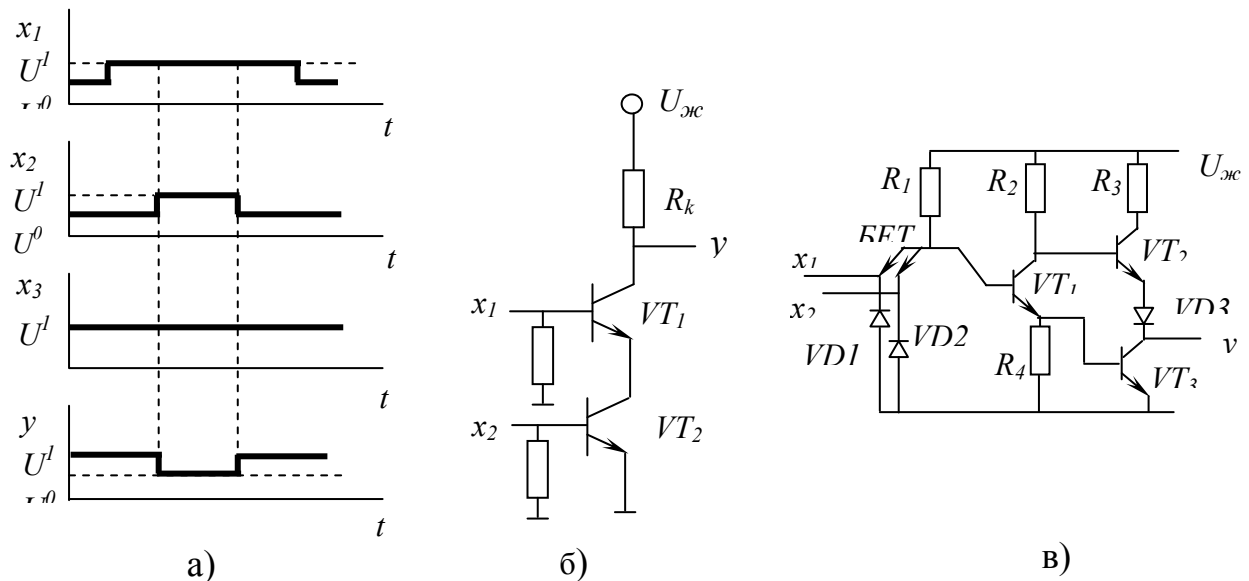 x₁
U¹
t
x₂
U¹
U⁰
t
x₃
U¹
t
y
U¹
t
а)
Uж
Rk
y
x₁
VT₁
x₂
VT₂
б)
R₁
R₂
R₃
Uж
БЕТ
x₁
x₂
VT₁
VT₂
VD3
VD1
VD2
R₄
VT₃
в)